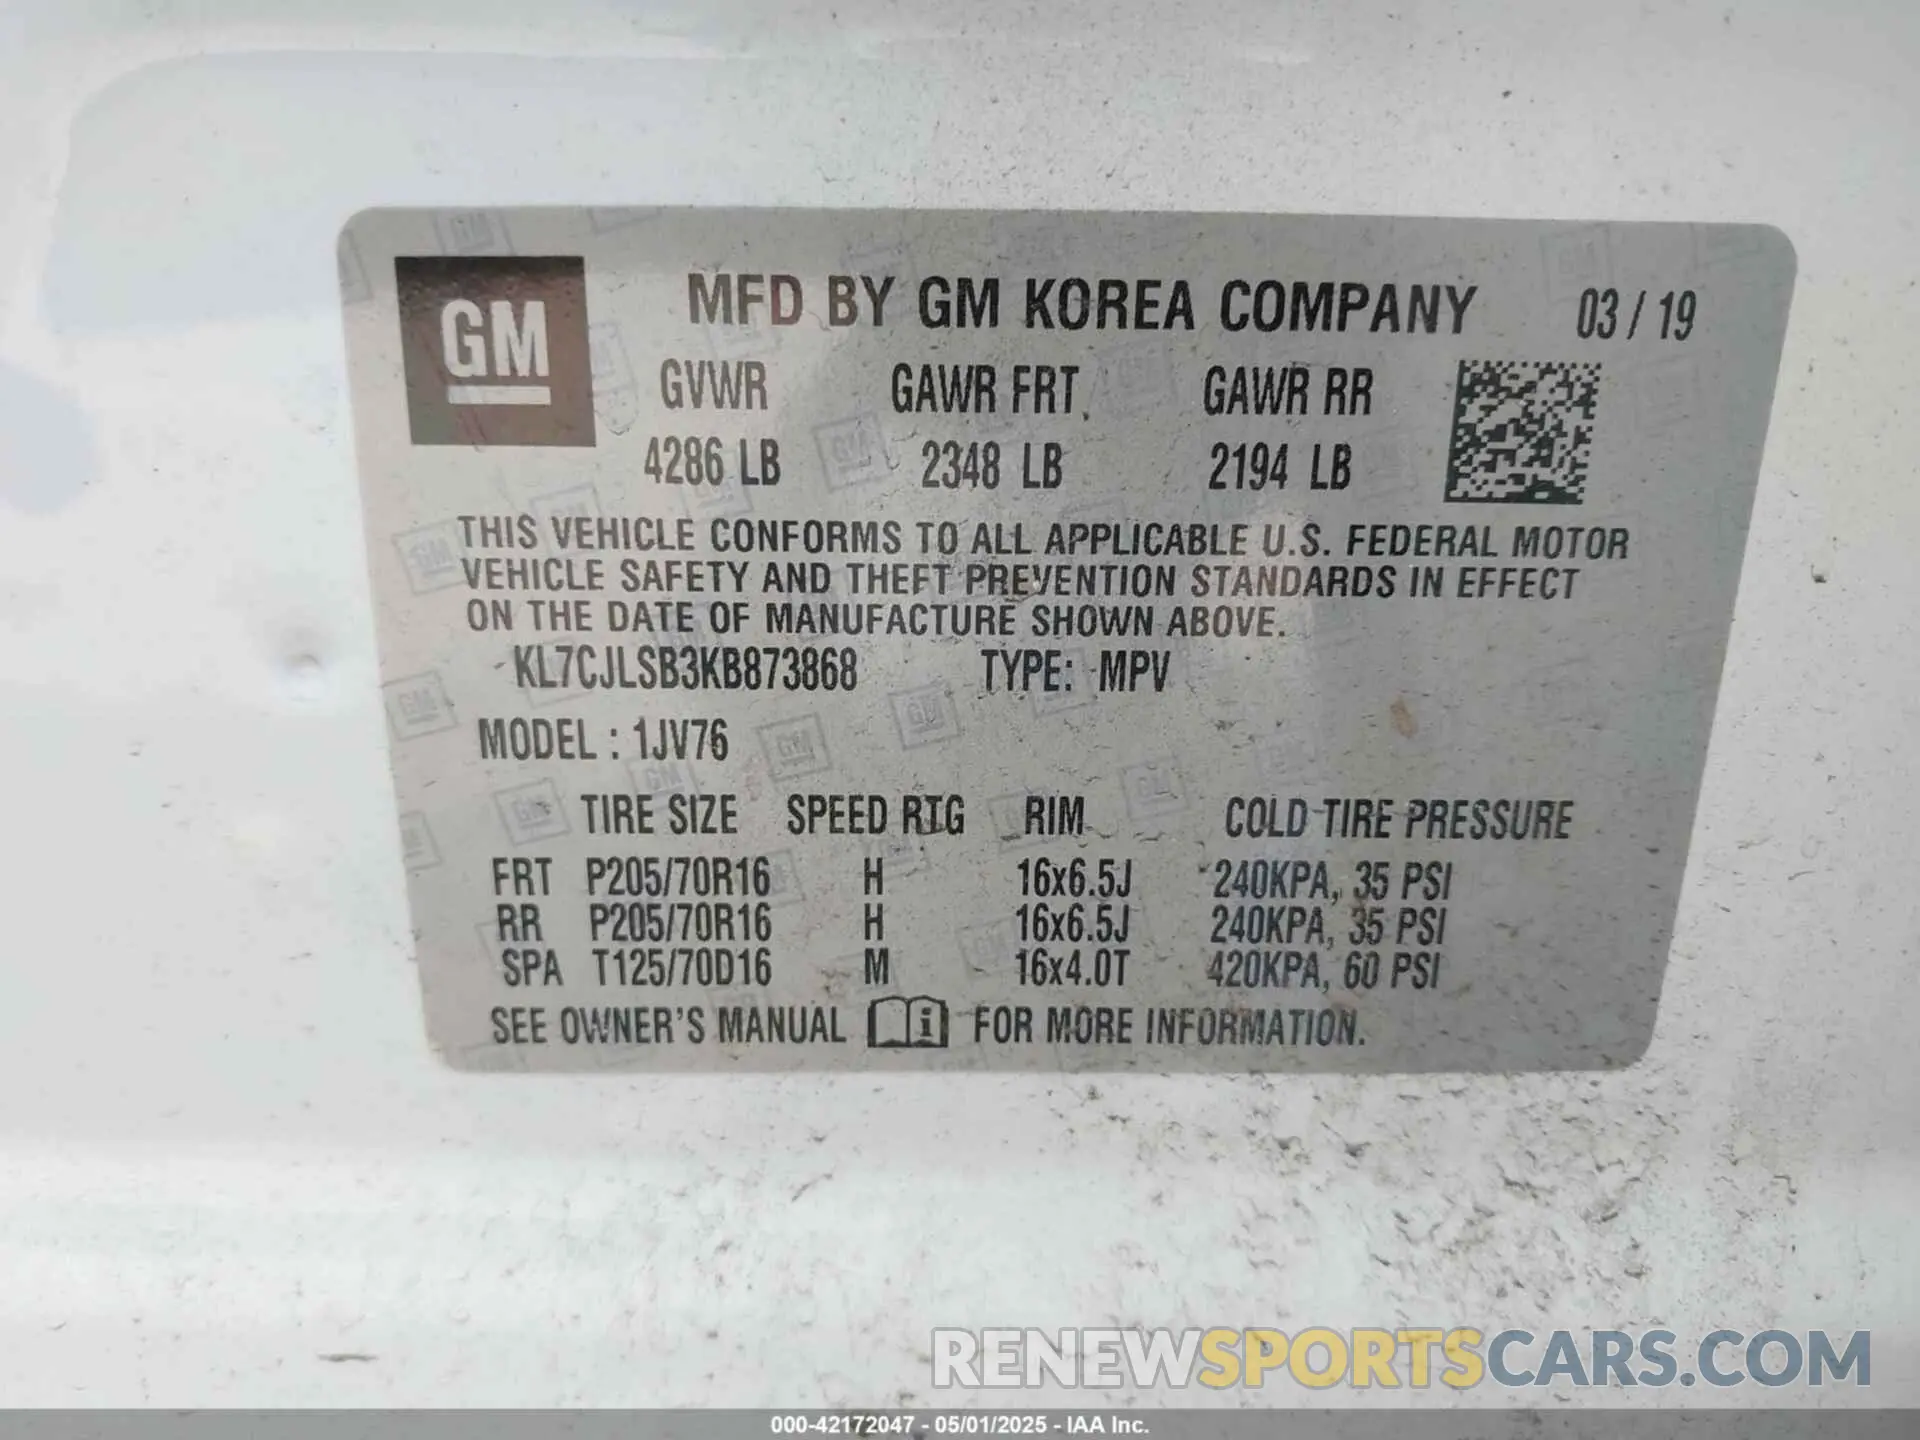 GM
MFD BY GM KOREA COMPANY 03 / 19
GVWR GAWR FRT GAWR RR
4286 LB 2348 LB 2194 LB
THIS VEHICLE CONFORMS TO ALL APPLICABLE U.S. FEDERAL MOTOR
VEHICLE SAFETY AND THEFT PREVENTION STANDARDS IN EFFECT
ON THE DATE OF MANUFACTURE SHOWN ABOVE.
KL7CJLSB3KB873868 TYPE: MPV
MODEL : 1JV76
TIRE SIZE SPEED RTG RIM COLD TIRE PRESSURE
FRT P205/70R16 H 16x6.5J 240KPA, 35 PSI
RR P205/70R16 H 16x6.5J 240KPA, 35 PSI
SPA T125/70D16 M 16x4.0T 420KPA, 60 PSI
SEE OWNER'S MANUAL i FOR MORE INFORMATION.
RENEWSPORTSCARS.COM
000-42172047 - 05/01/2025 - IAA Inc.